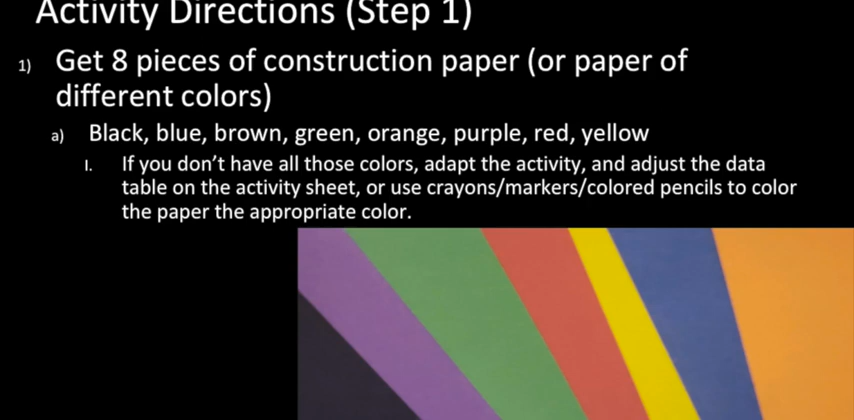 Activity Directions (Step 1)
1) Get 8 pieces of construction paper (or paper of
different colors)
a) Black, blue, brown, green, orange, purple, red, yellow
I. If you don’t have all those colors, adapt the activity, and adjust the data
table on the activity sheet, or use crayons/markers/colored pencils to color
the paper the appropriate color.